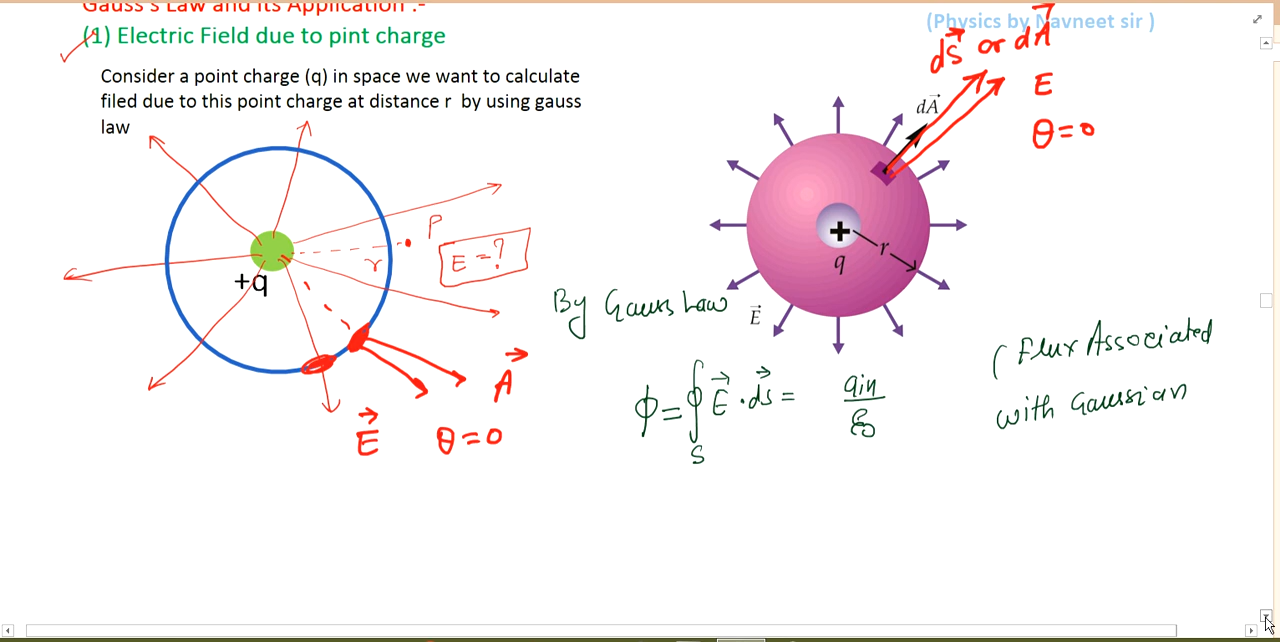 Gauss's Law and its Application :-
(Physics by Navneet sir )
(1) Electric Field due to pint charge
Consider a point charge (q) in space we want to calculate
filed due to this point charge at distance r by using gauss
law
ds or dA
E
θ=0
dA
P
r
E=?
+q
+
q
r
E
A
E
θ=0
By Gauss Law
ϕ=∮E.ds= qin/ε0
S
(Flux Associated
with Gaussian